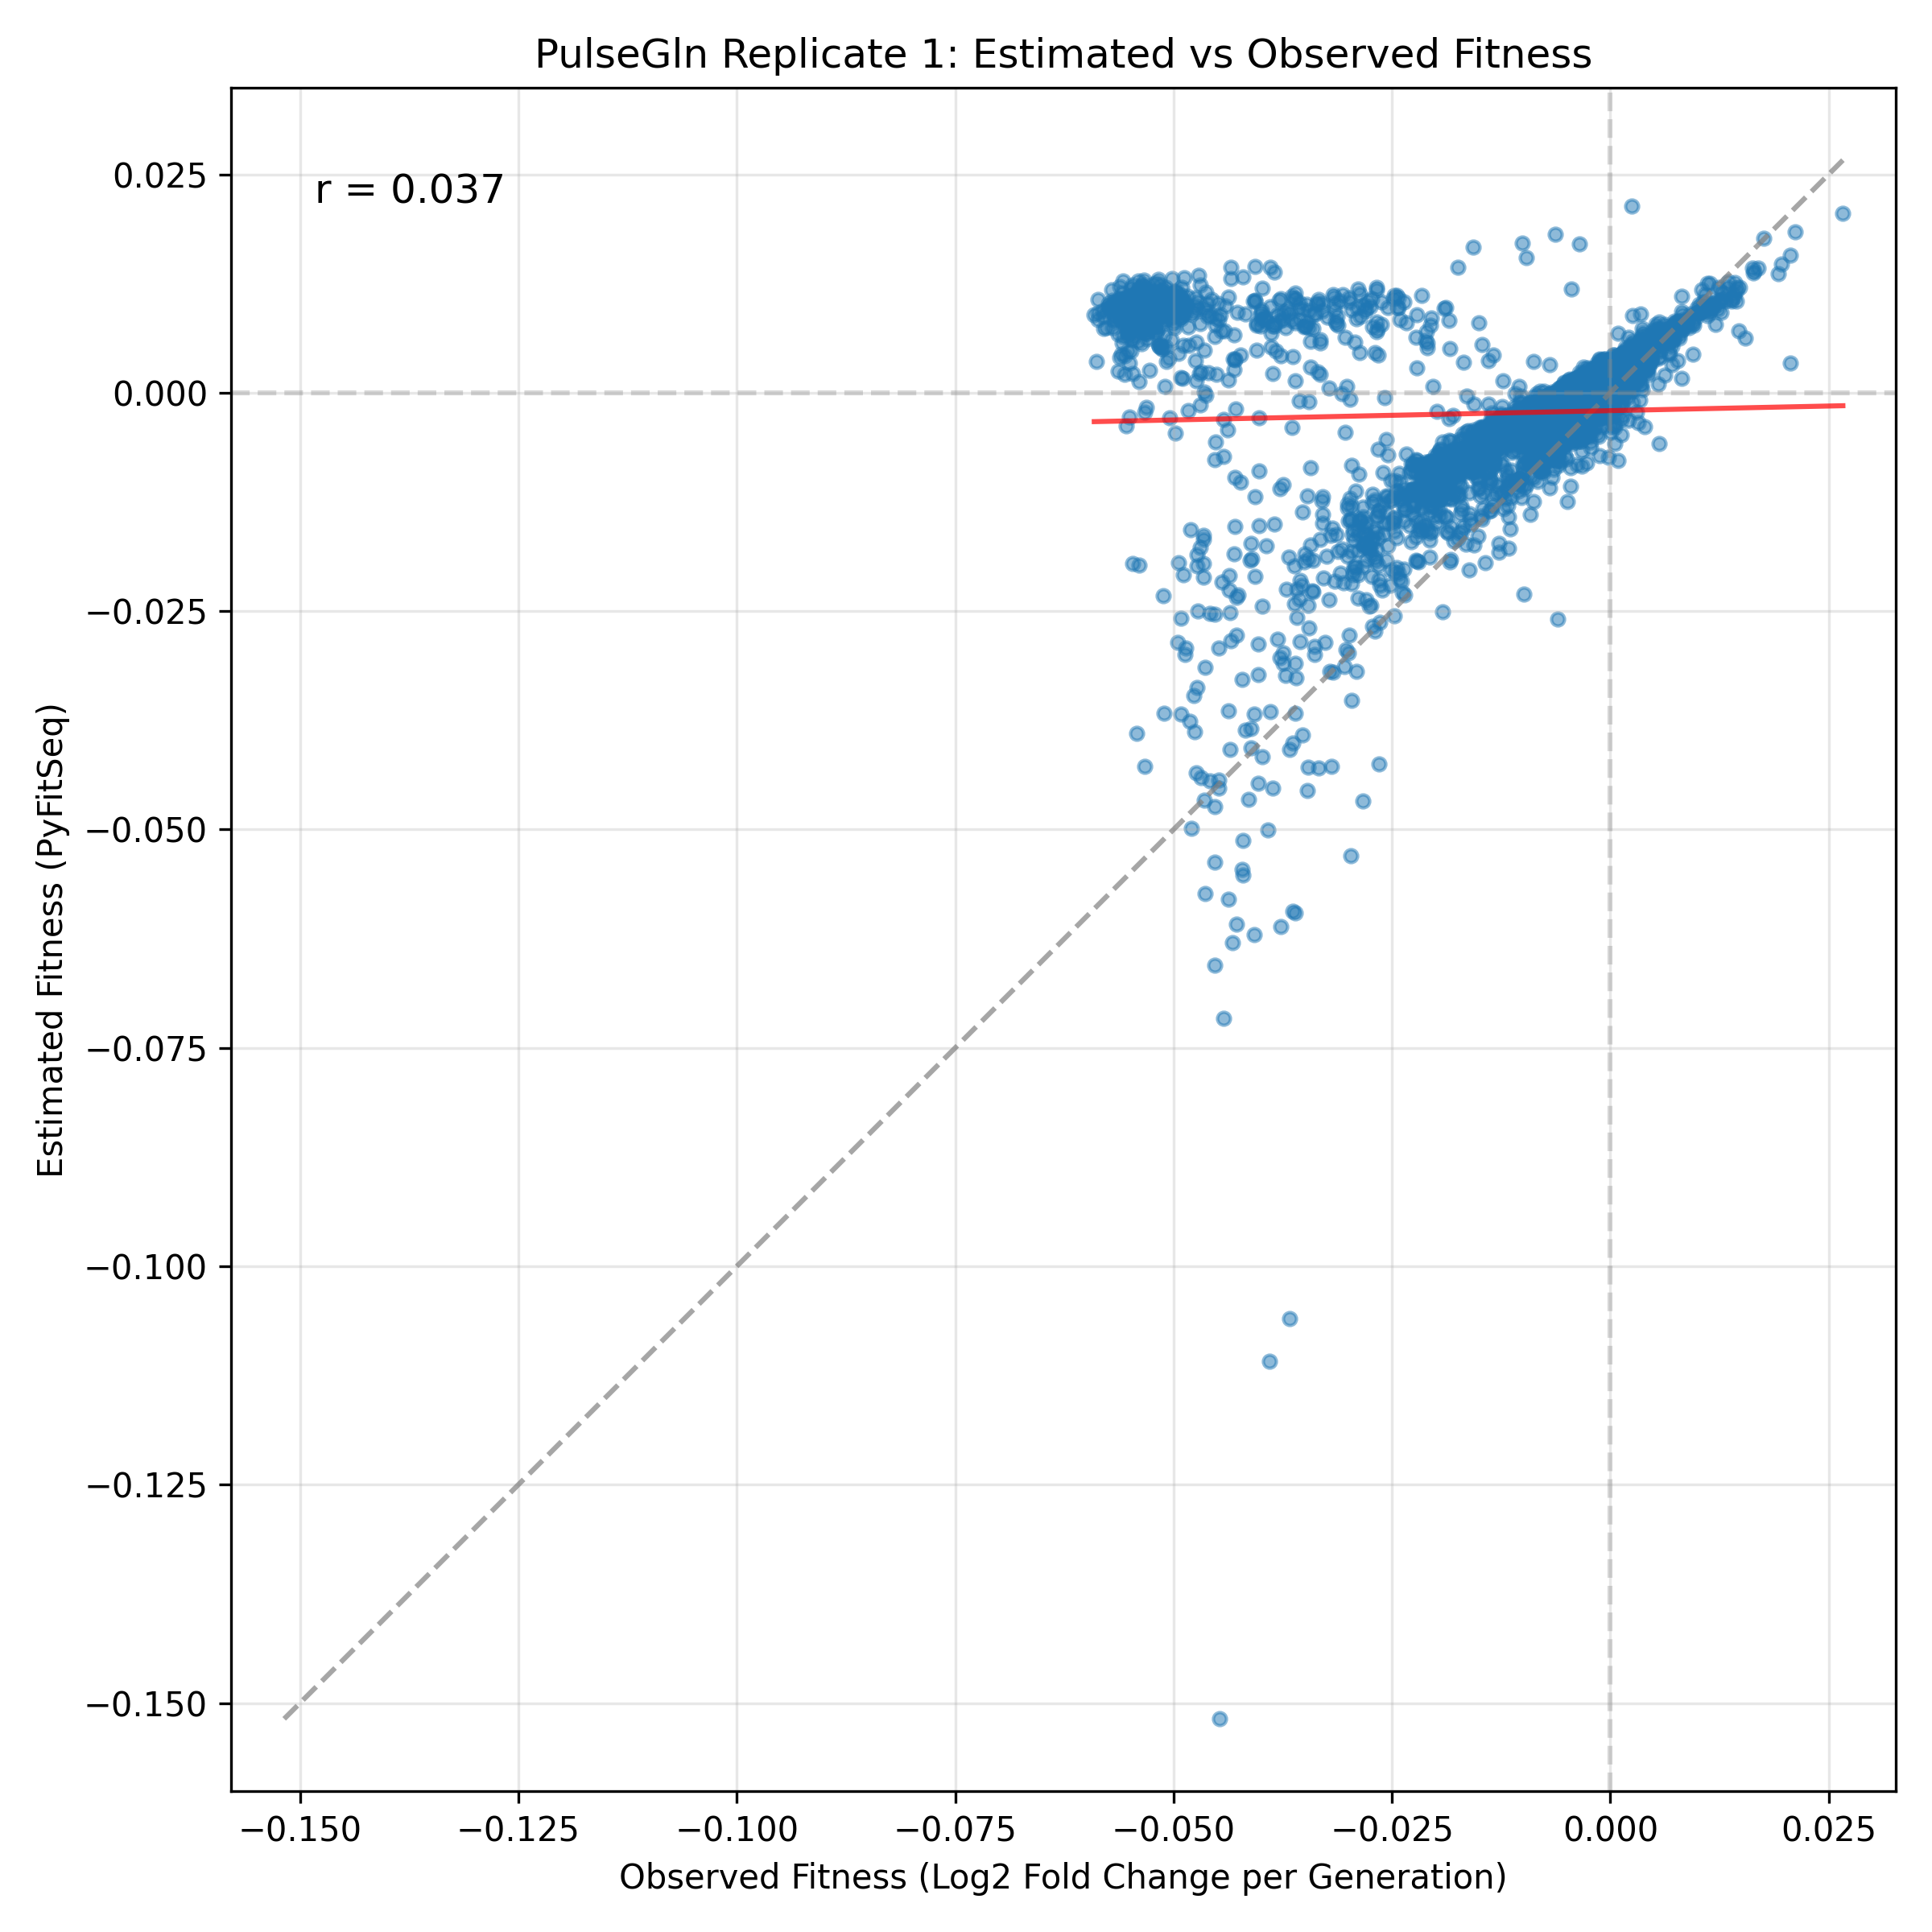 PulseGln Replicate 1: Estimated vs Observed Fitness
r = 0.037
0.025
0.000
−0.025
−0.050
−0.075
−0.100
−0.125
−0.150
Estimated Fitness (PyFitSeq)
−0.150 −0.125 −0.100 −0.075 −0.050 −0.025 0.000 0.025
Observed Fitness (Log2 Fold Change per Generation)